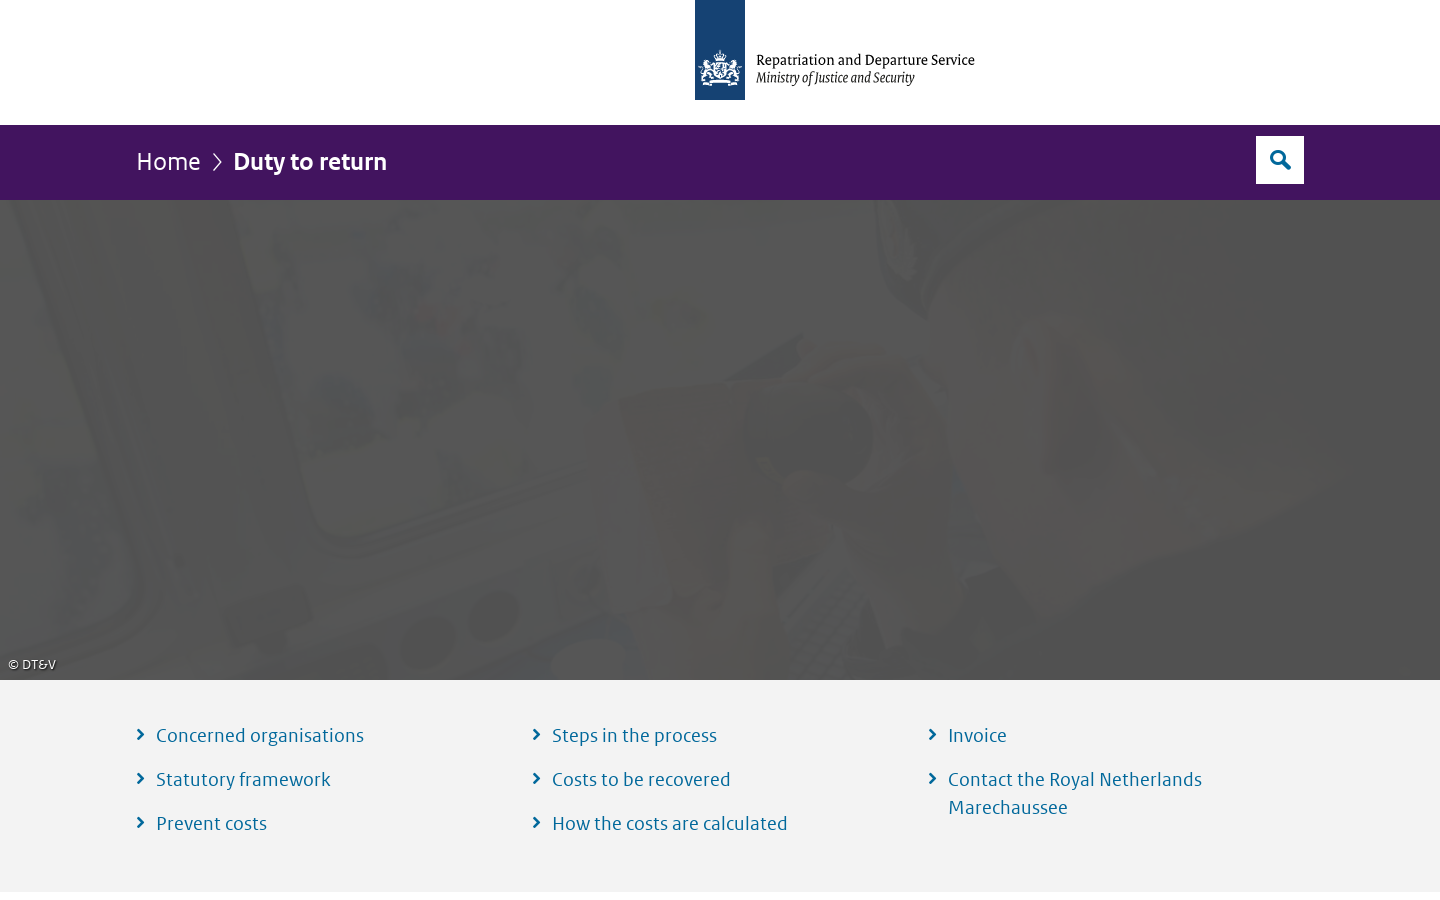 Repatriation and Departure Service
Ministry of Justice and Security
Home
Duty to return
© DT&V
Concerned organisations
Statutory framework
Prevent costs
Steps in the process
Costs to be recovered
How the costs are calculated
Invoice
Contact the Royal Netherlands
Marechaussee